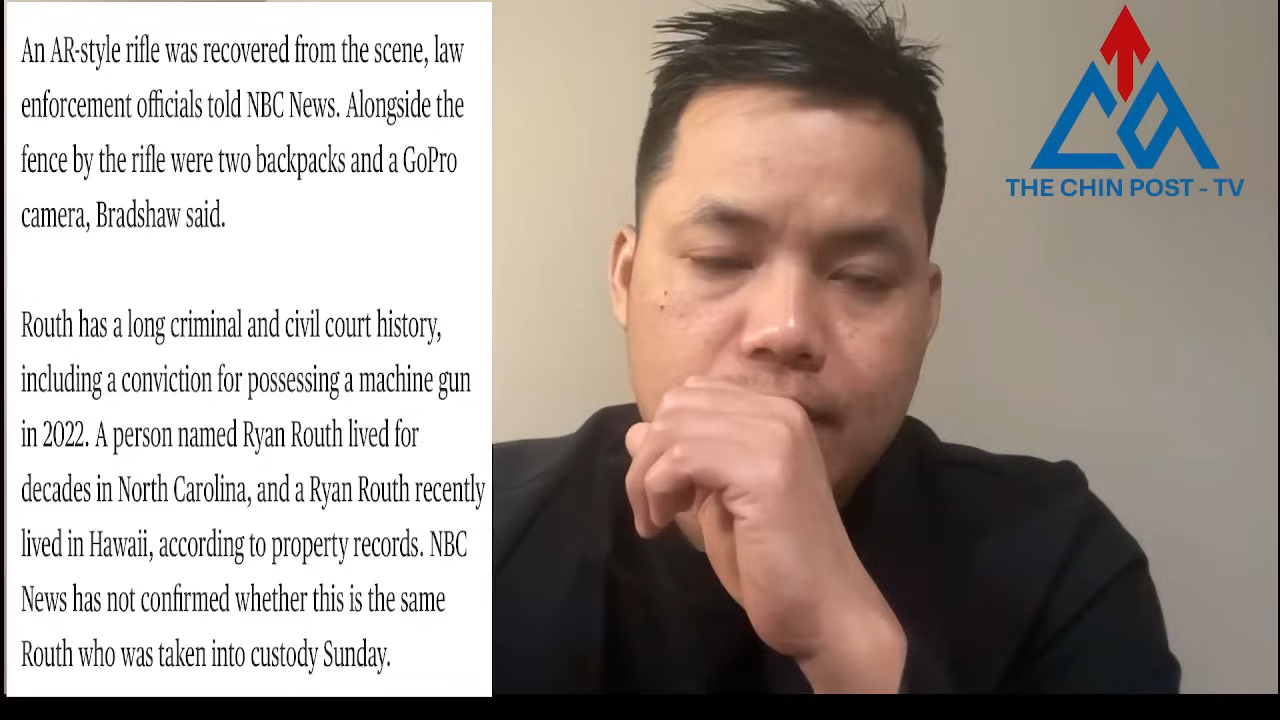 An AR-style rifle was recovered from the scene, law
enforcement officials told NBC News. Alongside the
fence by the rifle were two backpacks and a GoPro
camera, Bradshaw said.
Routh has a long criminal and civil court history,
including a conviction for possessing a machine gun
in 2022. A person named Ryan Routh lived for
decades in North Carolina, and a Ryan Routh recently
lived in Hawaii, according to property records. NBC
News has not confirmed whether this is the same
Routh who was taken into custody Sunday.
THE CHIN POST - TV